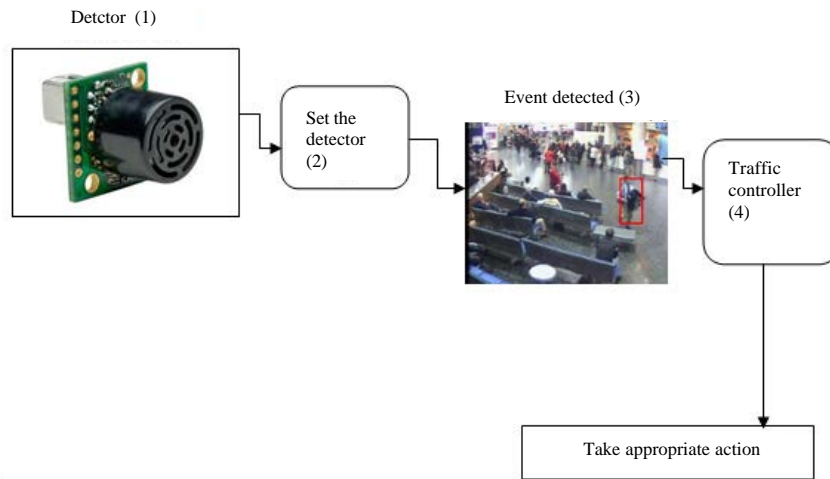 Detctor (1)
Set the
detector
(2)
Event detected (3)
Traffic
controller
(4)
Take appropriate action